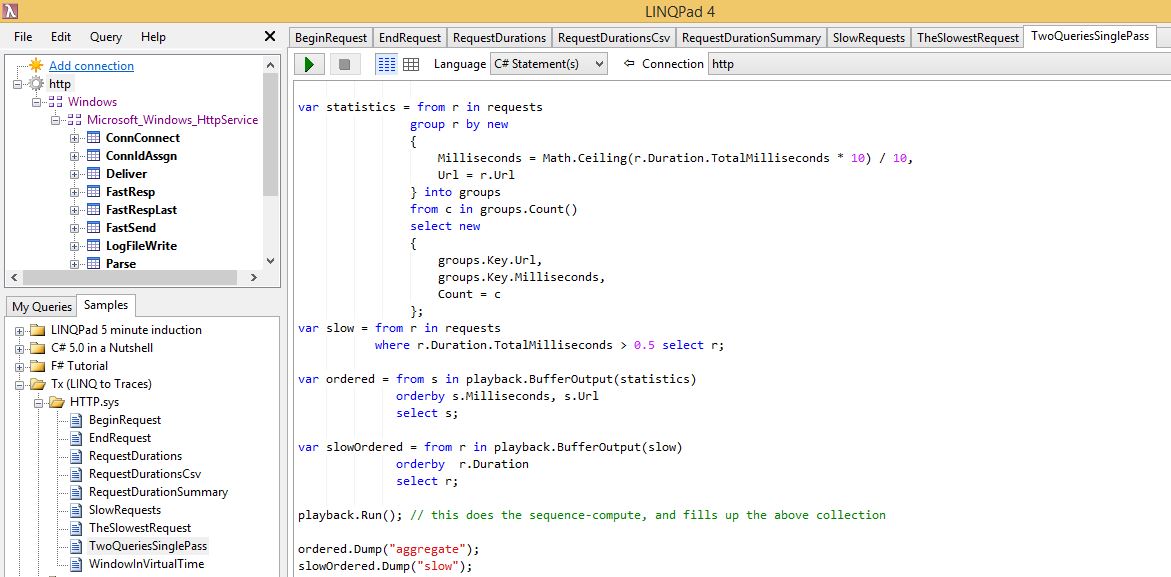 LINQPad 4
File Edit Query Help
BeginRequest EndRequest RequestDurations RequestDurationsCsv RequestDurationSummary SlowRequests TheSlowestRequest TwoQueriesSinglePass
Language C# Statement(s) Connection http
Add connection
http
Windows
Microsoft_Windows_HttpService
ConnConnect
ConnIdAssgn
Deliver
FastResp
FastRespLast
FastSend
LogFileWrite
Parse
My Queries Samples
LINQPad 5 minute induction
C# 5.0 in a Nutshell
F# Tutorial
Tx (LINQ to Traces)
HTTP.sys
BeginRequest
EndRequest
RequestDurations
RequestDurationsCsv
RequestDurationSummary
SlowRequests
TheSlowestRequest
TwoQueriesSinglePass
WindowInVirtualTime
var statistics = from r in requests
group r by new
{
Milliseconds = Math.Ceiling(r.Duration.TotalMilliseconds * 10) / 10,
Url = r.Url
} into groups
from c in groups.Count()
select new
{
groups.Key.Url,
groups.Key.Milliseconds,
Count = c
};
var slow = from r in requests
where r.Duration.TotalMilliseconds > 0.5 select r;
var ordered = from s in playback.BufferOutput(statistics)
orderby s.Milliseconds, s.Url
select s;
var slowOrdered = from r in playback.BufferOutput(slow)
orderby r.Duration
select r;
playback.Run(); // this does the sequence-compute, and fills up the above collection
ordered.Dump("aggregate");
slowOrdered.Dump("slow");